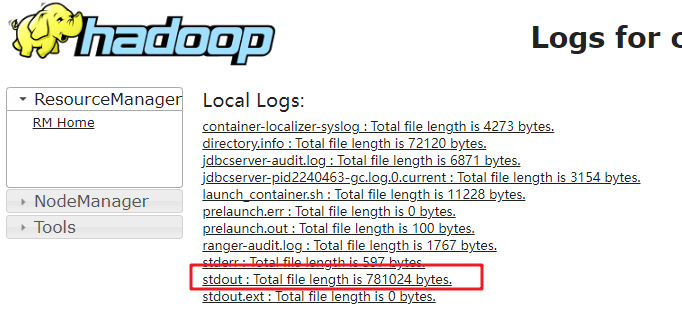 hadoop
Logs for c
ResourceManager
RM Home
NodeManager
Tools
Local Logs:
container-localizer-syslog : Total file length is 4273 bytes.
directory.info : Total file length is 72120 bytes.
jdbcserver-audit.log : Total file length is 6871 bytes.
jdbcserver-pid2240463-gc.log.0.current : Total file length is 3154 bytes.
launch_container.sh : Total file length is 11228 bytes.
prelaunch.err : Total file length is 0 bytes.
prelaunch.out : Total file length is 100 bytes.
ranger-audit.log : Total file length is 1767 bytes.
stderr : Total file length is 597 bytes.
stdout : Total file length is 781024 bytes.
stdout.ext : Total file length is 0 bytes.